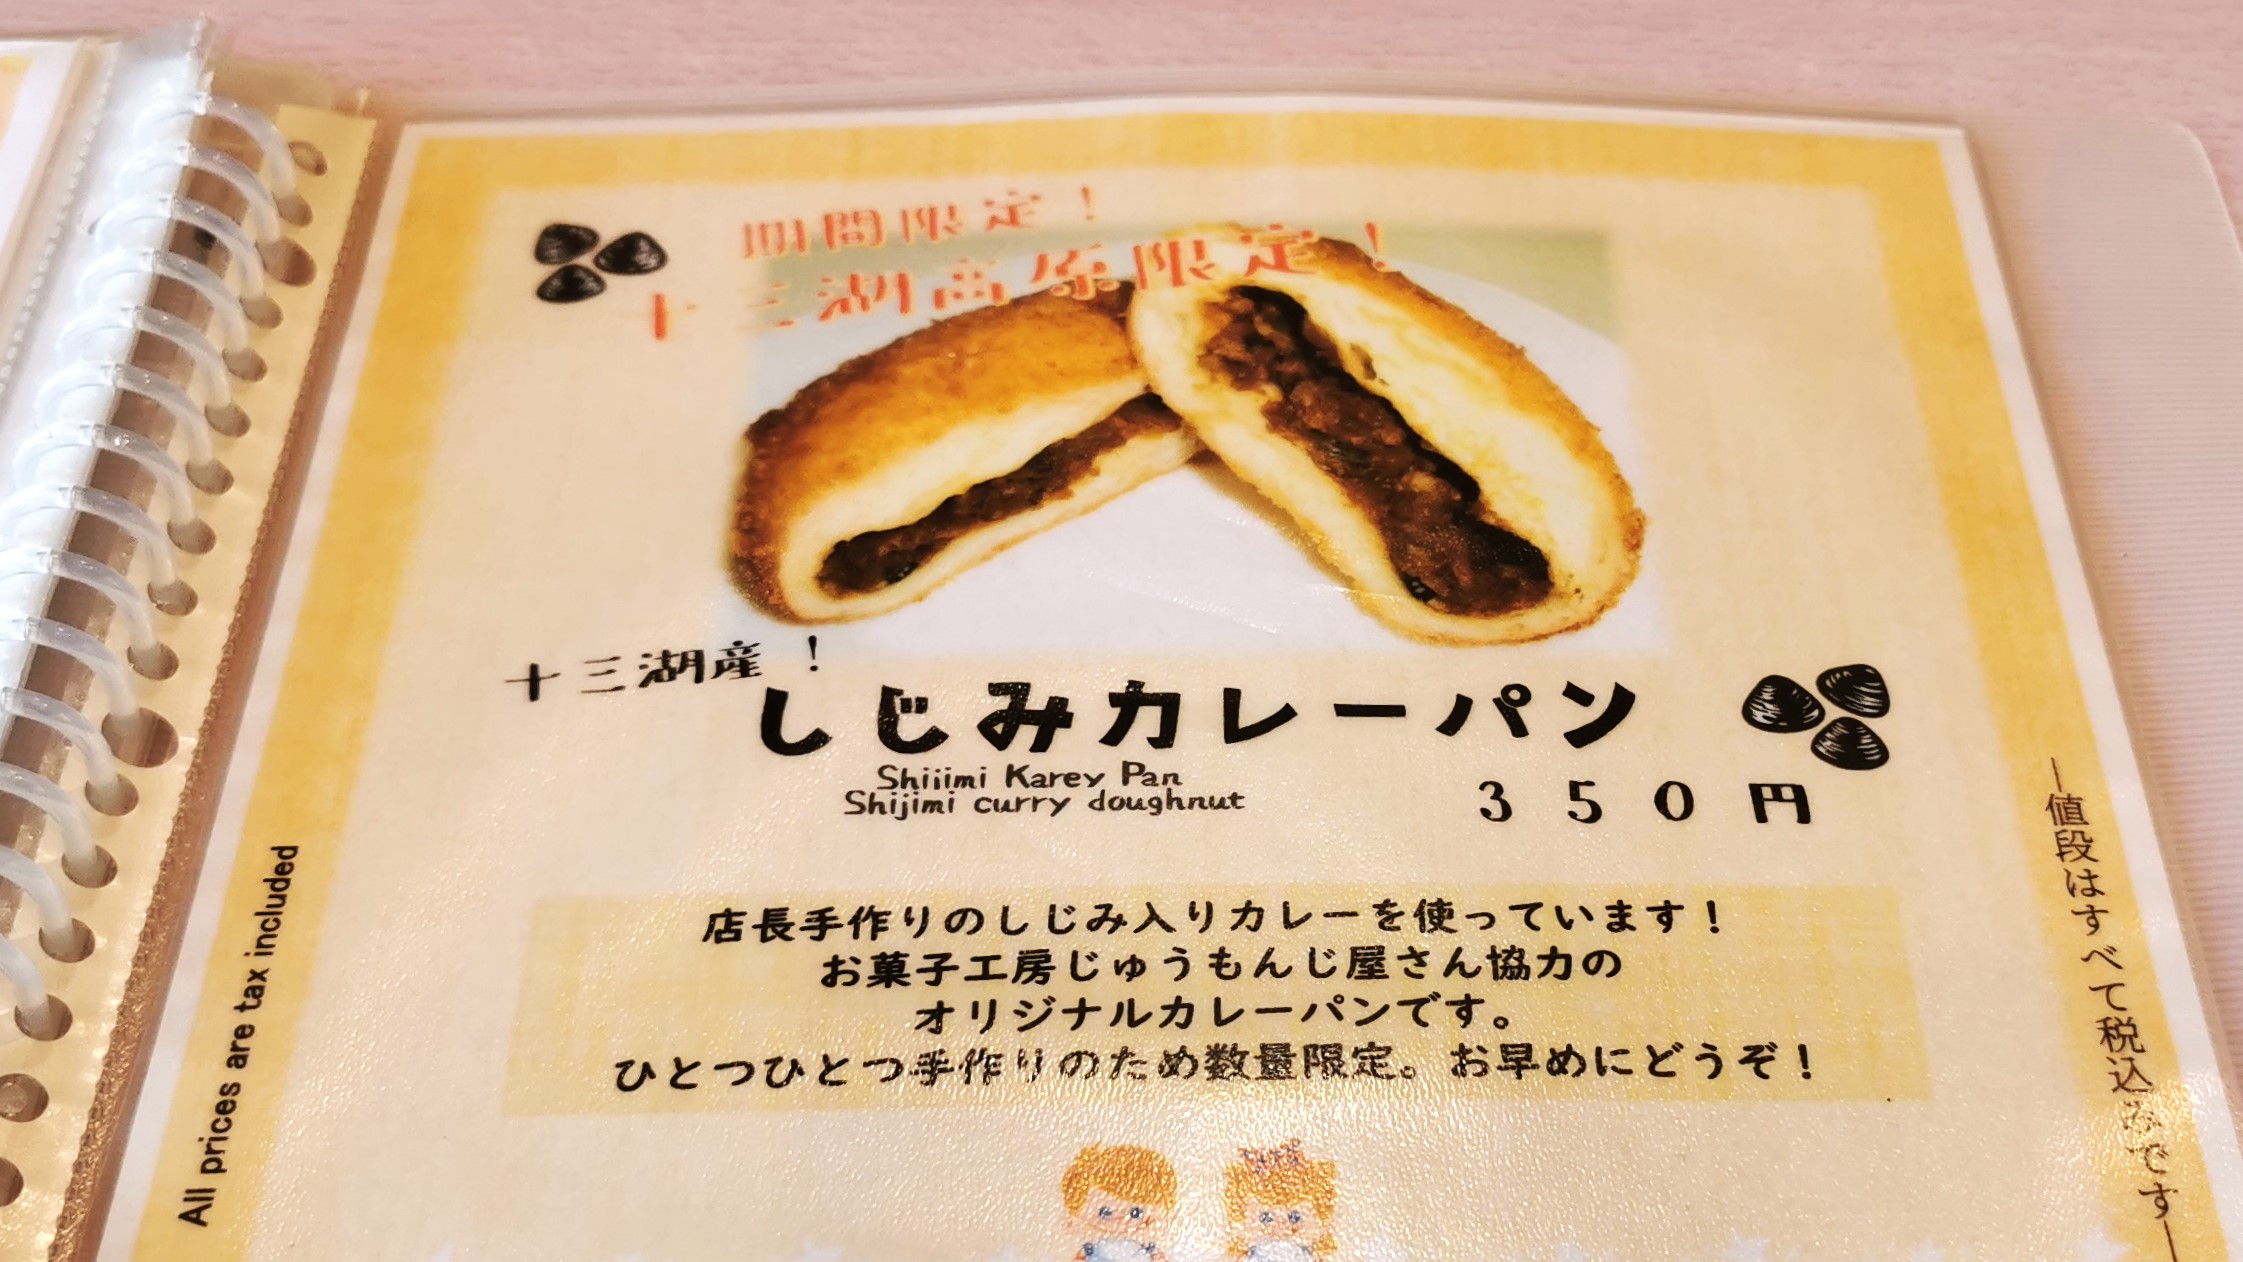 期間限定！
十三湖高原限定！
十三湖産！
しじみカレーパン
Shijimi Karey Pan
Shijimi curry doughnut
３５０円
店長手作りのしじみ入りカレーを使っています！
お菓子工房じゅうもんじ屋さん協力の
オリジナルカレーパンです。
ひとつひとつ手作りのため数量限定。お早めにどうぞ！
All prices are tax included
―値段はすべて税込みです―